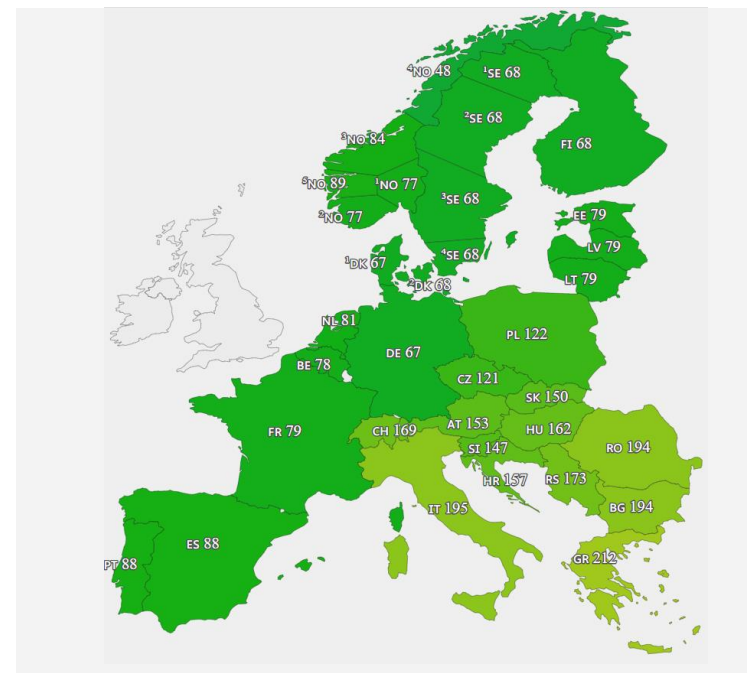 ⁴NO 48
¹SE 68
²SE 68
³NO 84
FI 68
⁵NO 89
¹NO 77
³SE 68
²NO 77
EE 79
LV 79
¹DK 67
⁴SE 68
²DK 68
LT 79
NL 81
PL 122
DE 67
BE 78
CZ 121
SK 150
AT 153
CH 169
FR 79
HU 162
SI 147
RO 194
HR 157
RS 173
IT 195
BG 194
ES 88
GR 212
PT 88